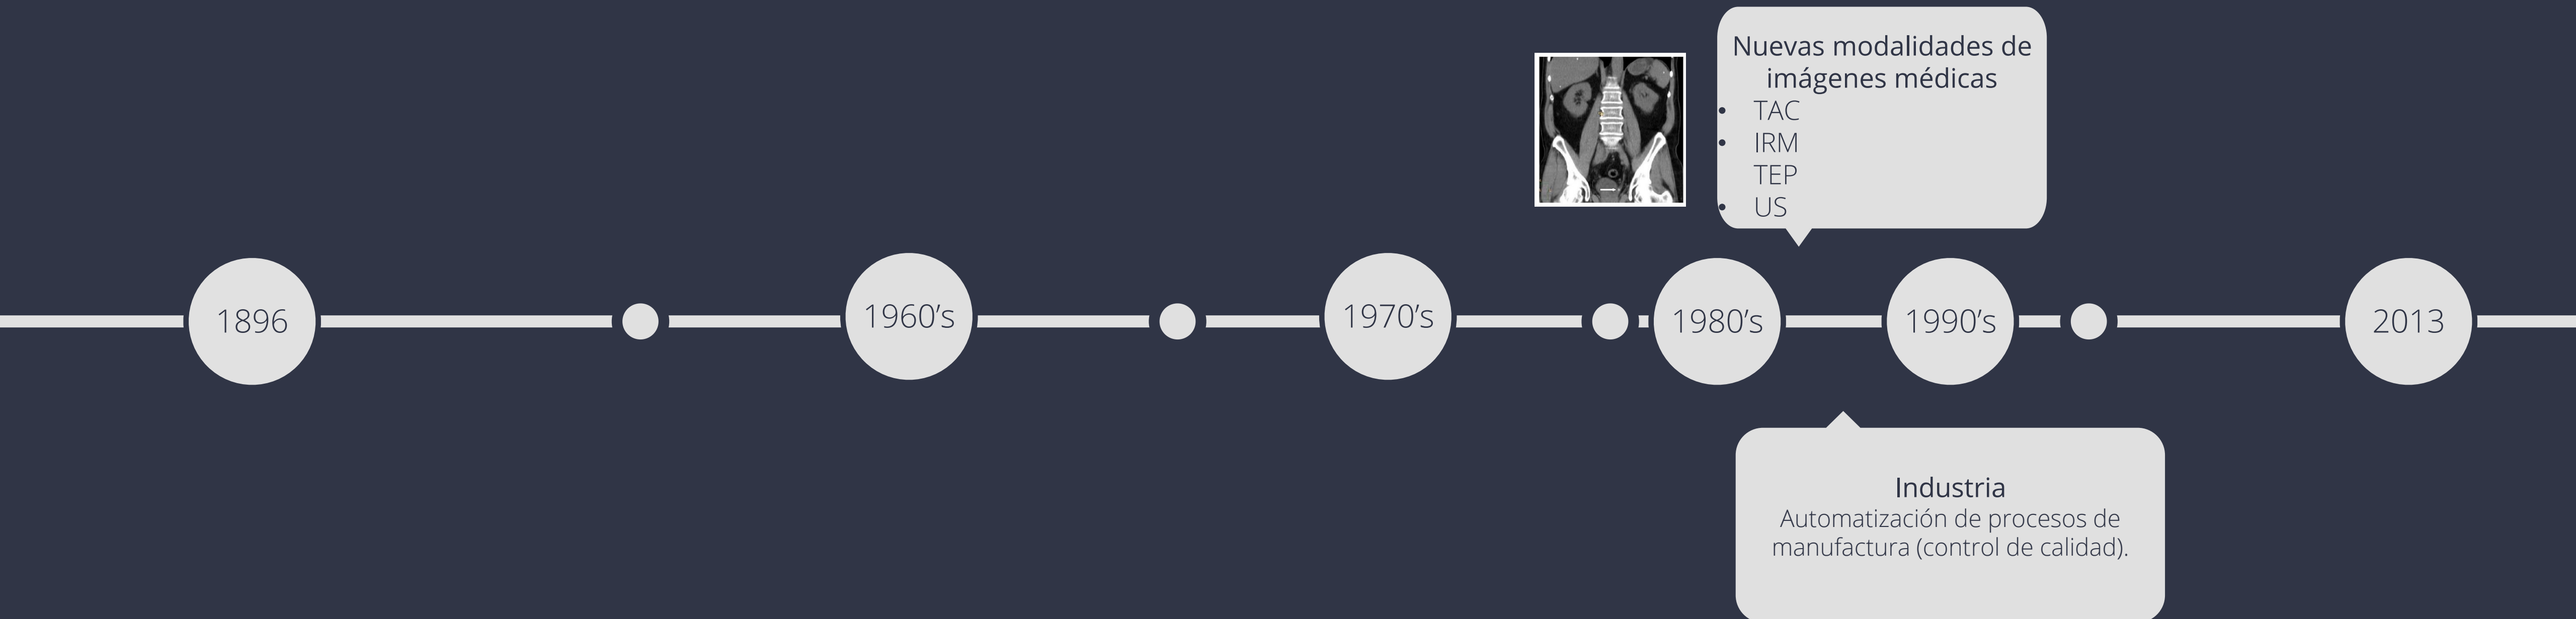 Nuevas modalidades de
imágenes médicas
• TAC
• IRM
TEP
• US
1896
1960’s
1970’s
1980’s
1990’s
2013
Industria
Automatización de procesos de
manufactura (control de calidad).